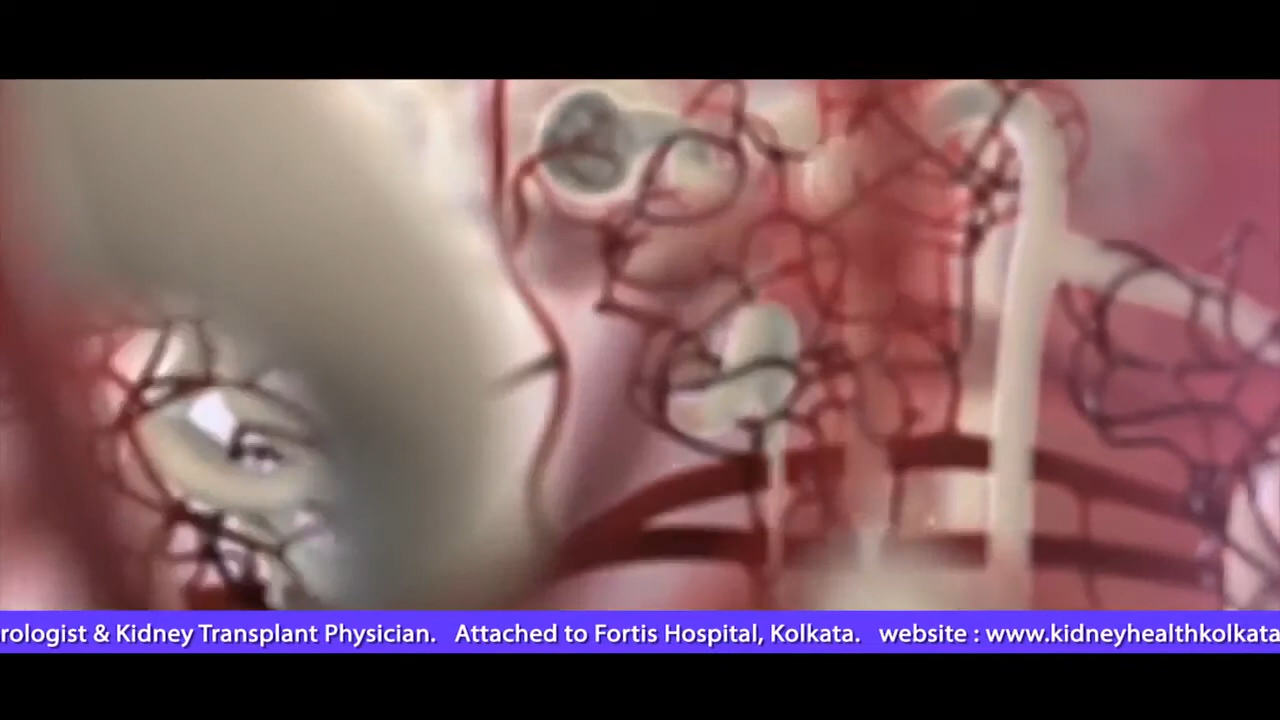 rologist & Kidney Transplant Physician. Attached to Fortis Hospital, Kolkata. website : www.kidneyhealthkolkata